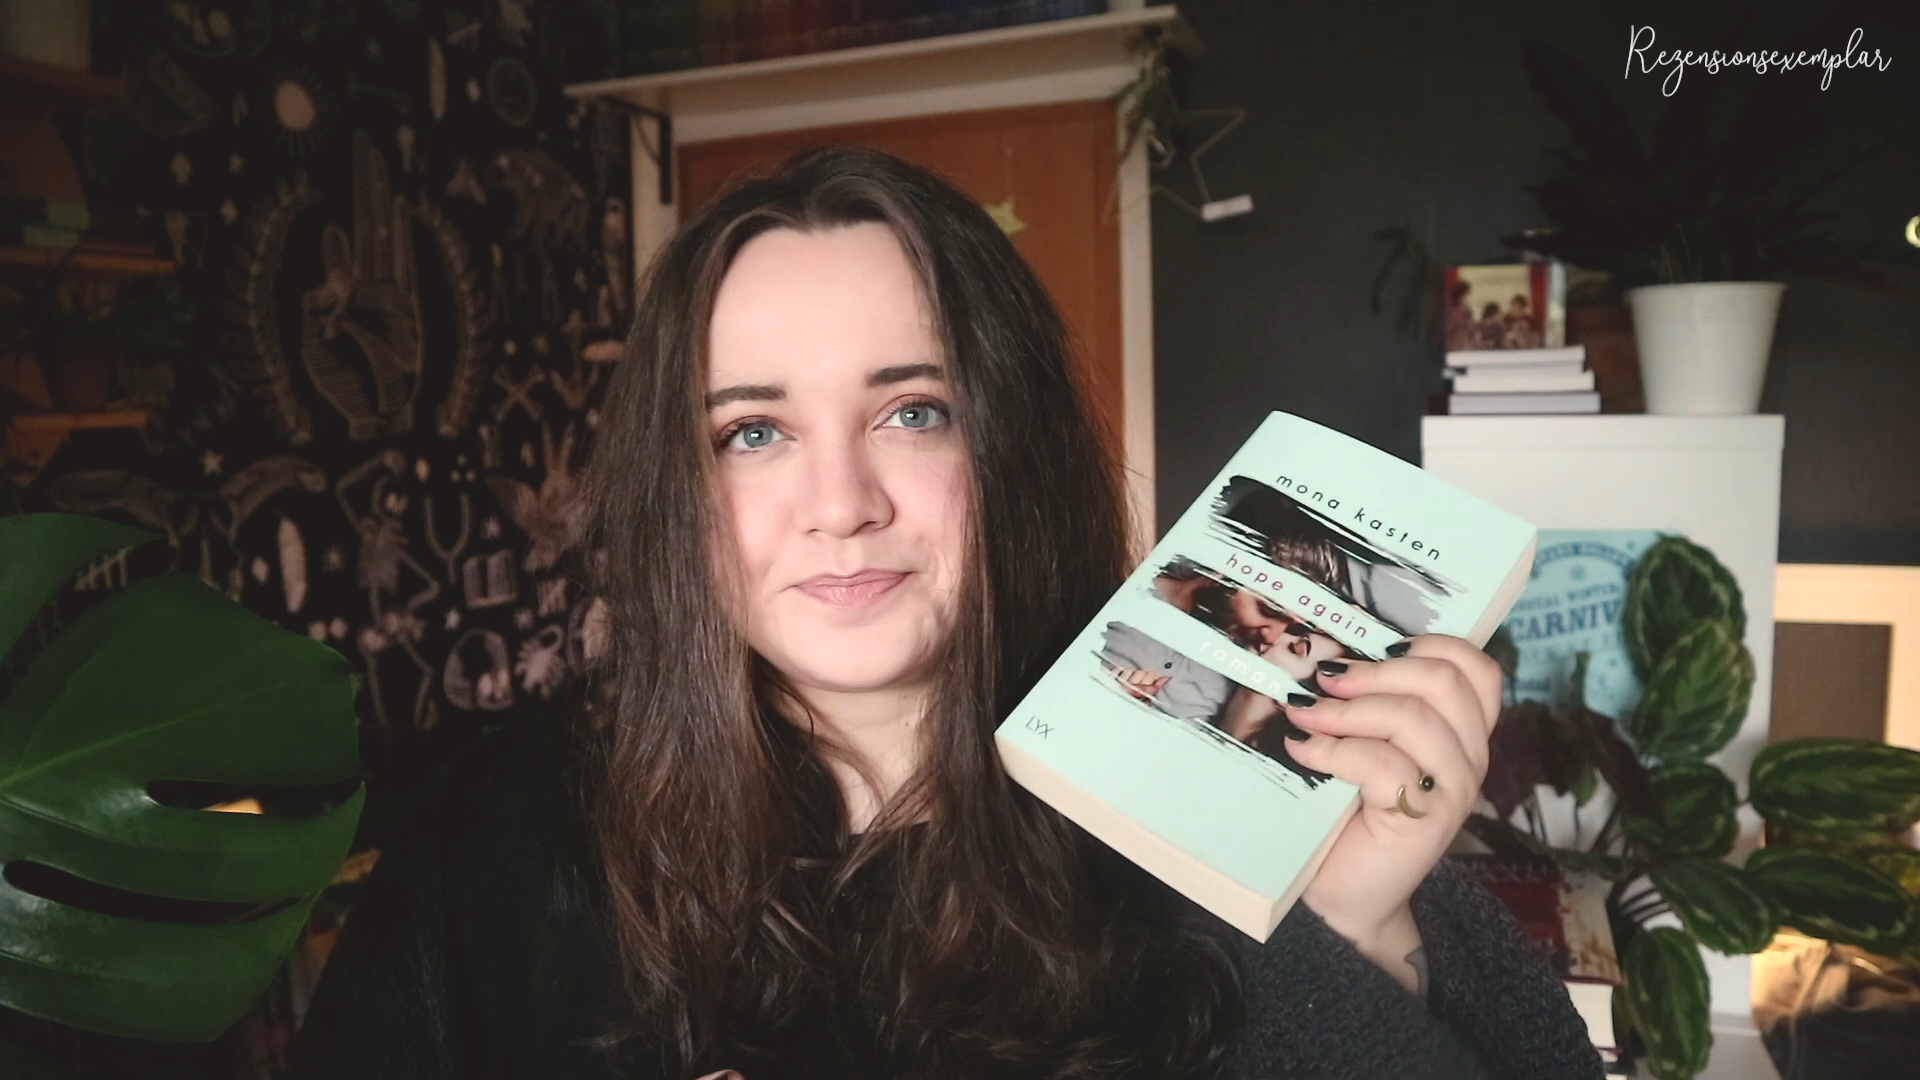 Rezensionsexemplar
mona kasten
hope again
roman
LYX
CARNIV